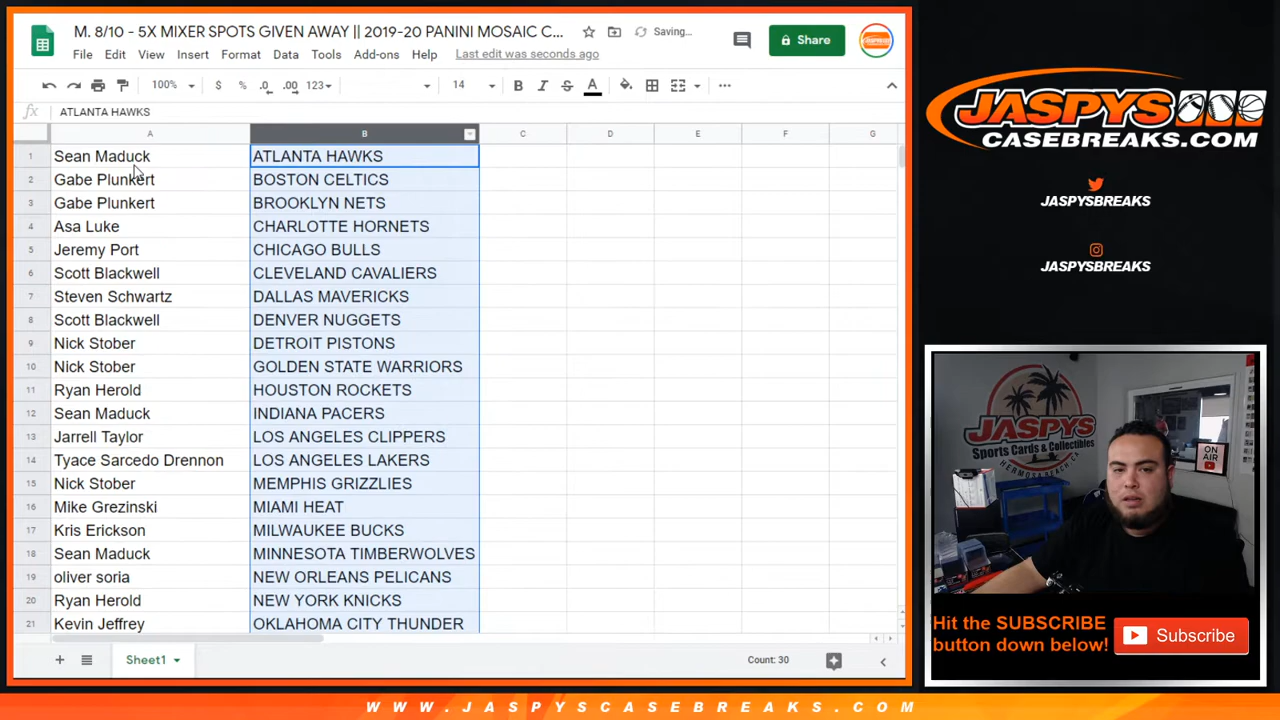 M. 8/10 - 5X MIXER SPOTS GIVEN AWAY || 2019-20 PANINI MOSAIC C...
Saving...
Share
File Edit View Insert Format Data Tools Add-ons Help Last edit was seconds ago
100% $ % .0 .00 123 14 B I S A
fx ATLANTA HAWKS
A B C D E F G
1 Sean Maduck ATLANTA HAWKS
2 Gabe Plunkert BOSTON CELTICS
3 Gabe Plunkert BROOKLYN NETS
4 Asa Luke CHARLOTTE HORNETS
5 Jeremy Port CHICAGO BULLS
6 Scott Blackwell CLEVELAND CAVALIERS
7 Steven Schwartz DALLAS MAVERICKS
8 Scott Blackwell DENVER NUGGETS
9 Nick Stober DETROIT PISTONS
10 Nick Stober GOLDEN STATE WARRIORS
11 Ryan Herold HOUSTON ROCKETS
12 Sean Maduck INDIANA PACERS
13 Jarrell Taylor LOS ANGELES CLIPPERS
14 Tyace Sarcedo Drennon LOS ANGELES LAKERS
15 Nick Stober MEMPHIS GRIZZLIES
16 Mike Grezinski MIAMI HEAT
17 Kris Erickson MILWAUKEE BUCKS
18 Sean Maduck MINNESOTA TIMBERWOLVES
19 oliver soria NEW ORLEANS PELICANS
20 Ryan Herold NEW YORK KNICKS
21 Kevin Jeffrey OKLAHOMA CITY THUNDER
Sheet1
Count: 30
JASPYS
CASEBREAKS.COM
JASPYSBREAKS
JASPYSBREAKS
JASPYS
Sports Cards & Collectibles
HERMOSA BEACH, CA
ON AIR
Hit the SUBSCRIBE
button down below!
Subscribe
WWW.JASPYSCASEBREAKS.COM